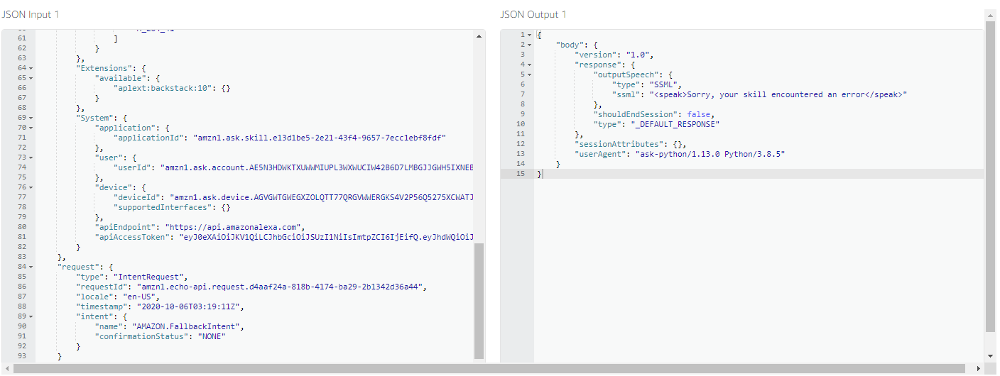 JSON Input 1
61 ]
62 }
63 },
64 "Extensions": {
65 "available": {
66 "aplext:backstack:10": {}
67 }
68 },
69 "System": {
70 "application": {
71 "applicationId": "amzn1.ask.skill.e13d1be5-2e21-43f4-9657-7ecc1ebf8fdf"
72 },
73 "user": {
74 "userId": "amzn1.ask.account.AE5N3HDWKTXUWWMIUPL3WXWUCIW42B6D7LMBGJJGWH5IXNEB
75 },
76 "device": {
77 "deviceId": "amzn1.ask.device.AGVGWTGWEGXZOLQTT77QRGVWWERGKS4V2P56Q5275XCWATJ
78 "supportedInterfaces": {}
79 },
80 "apiEndpoint": "https://api.amazonalexa.com",
81 "apiAccessToken": "eyJ0eXAiOiJKV1QiLCJhbGciOiJSUzI1NiIsImtpZCI6IjEifQ.eyJhdWQiOiJ
82 }
83 },
84 "request": {
85 "type": "IntentRequest",
86 "requestId": "amzn1.echo-api.request.d4aaf24a-818b-4174-ba29-2b1342d36a44",
87 "locale": "en-US",
88 "timestamp": "2020-10-06T03:19:11Z",
89 "intent": {
90 "name": "AMAZON.FallbackIntent",
91 "confirmationStatus": "NONE"
92 }
93 }
JSON Output 1
1 {
2 "body": {
3 "version": "1.0",
4 "response": {
5 "outputSpeech": {
6 "type": "SSML",
7 "ssml": "<speak>Sorry, your skill encountered an error</speak>"
8 },
9 "shouldEndSession": false,
10 "type": "_DEFAULT_RESPONSE"
11 },
12 "sessionAttributes": {},
13 "userAgent": "ask-python/1.13.0 Python/3.8.5"
14 }
15 }